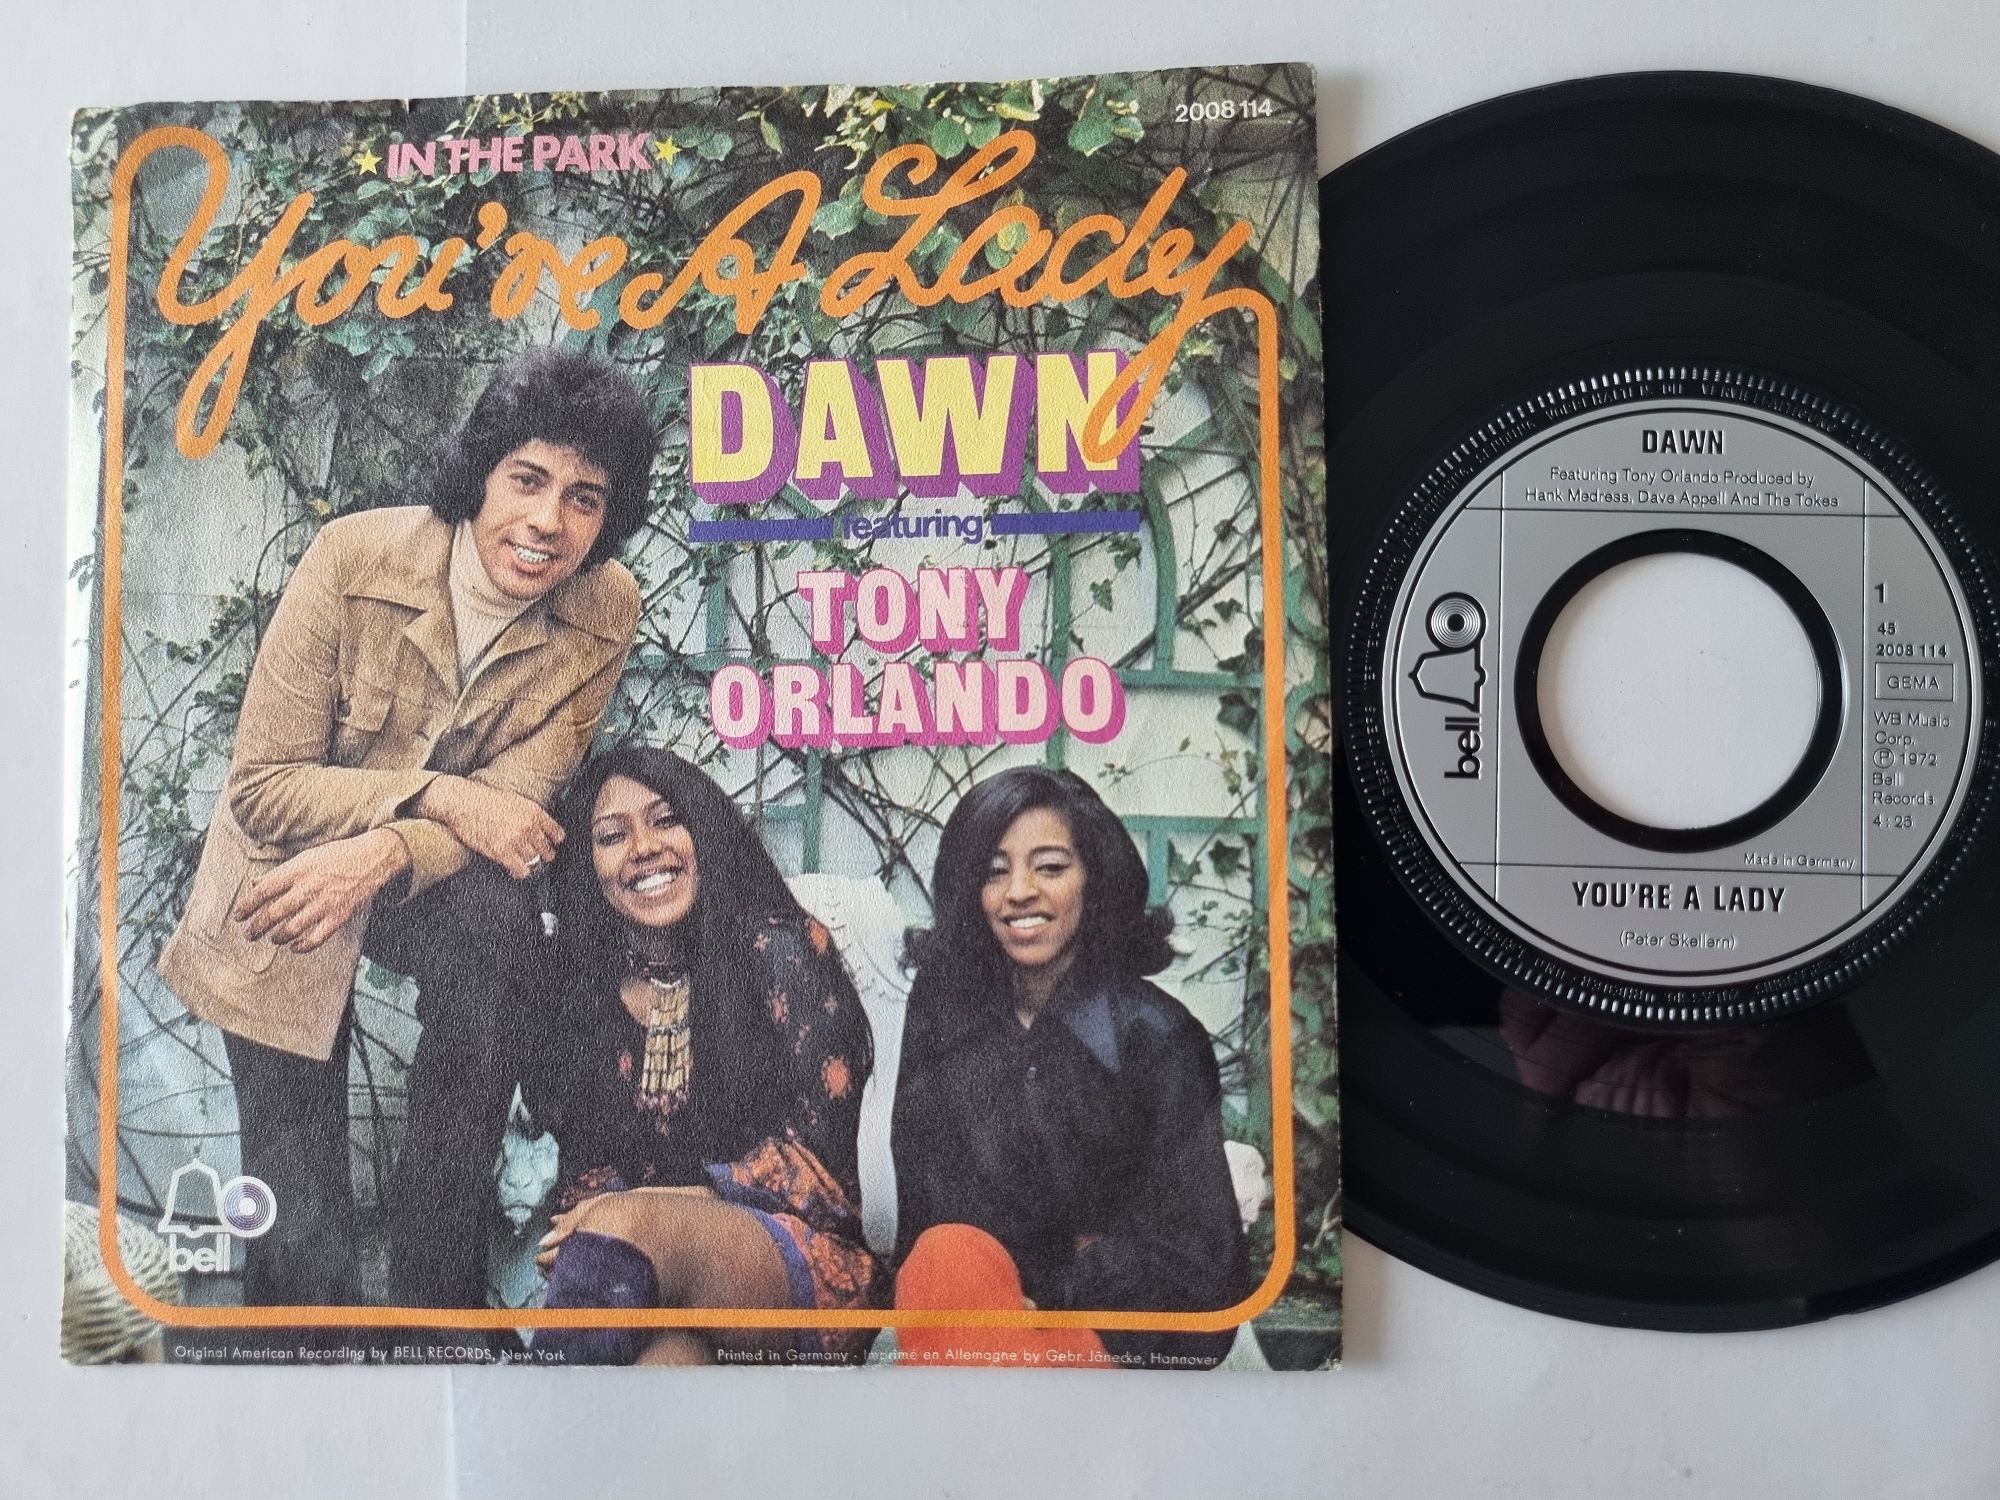 2008 114
★IN THE PARK★
You're A Lady
DAWN
featuring
TONY
ORLANDO
bell
Original American Recording by BELL RECORDS, New York
Printed in Germany - Imprimé en Allemagne by Gebr. Jänecke, Hannover
DAWN
Featuring Tony Orlando Produced by
Hank Medress, Dave Appell And The Tokes
bell
1
45
2008 114
GEMA
WB Music
Corp.
Ⓟ 1972
Bell
Records
4:25
Made in Germany
YOU'RE A LADY
(Peter Skellern)